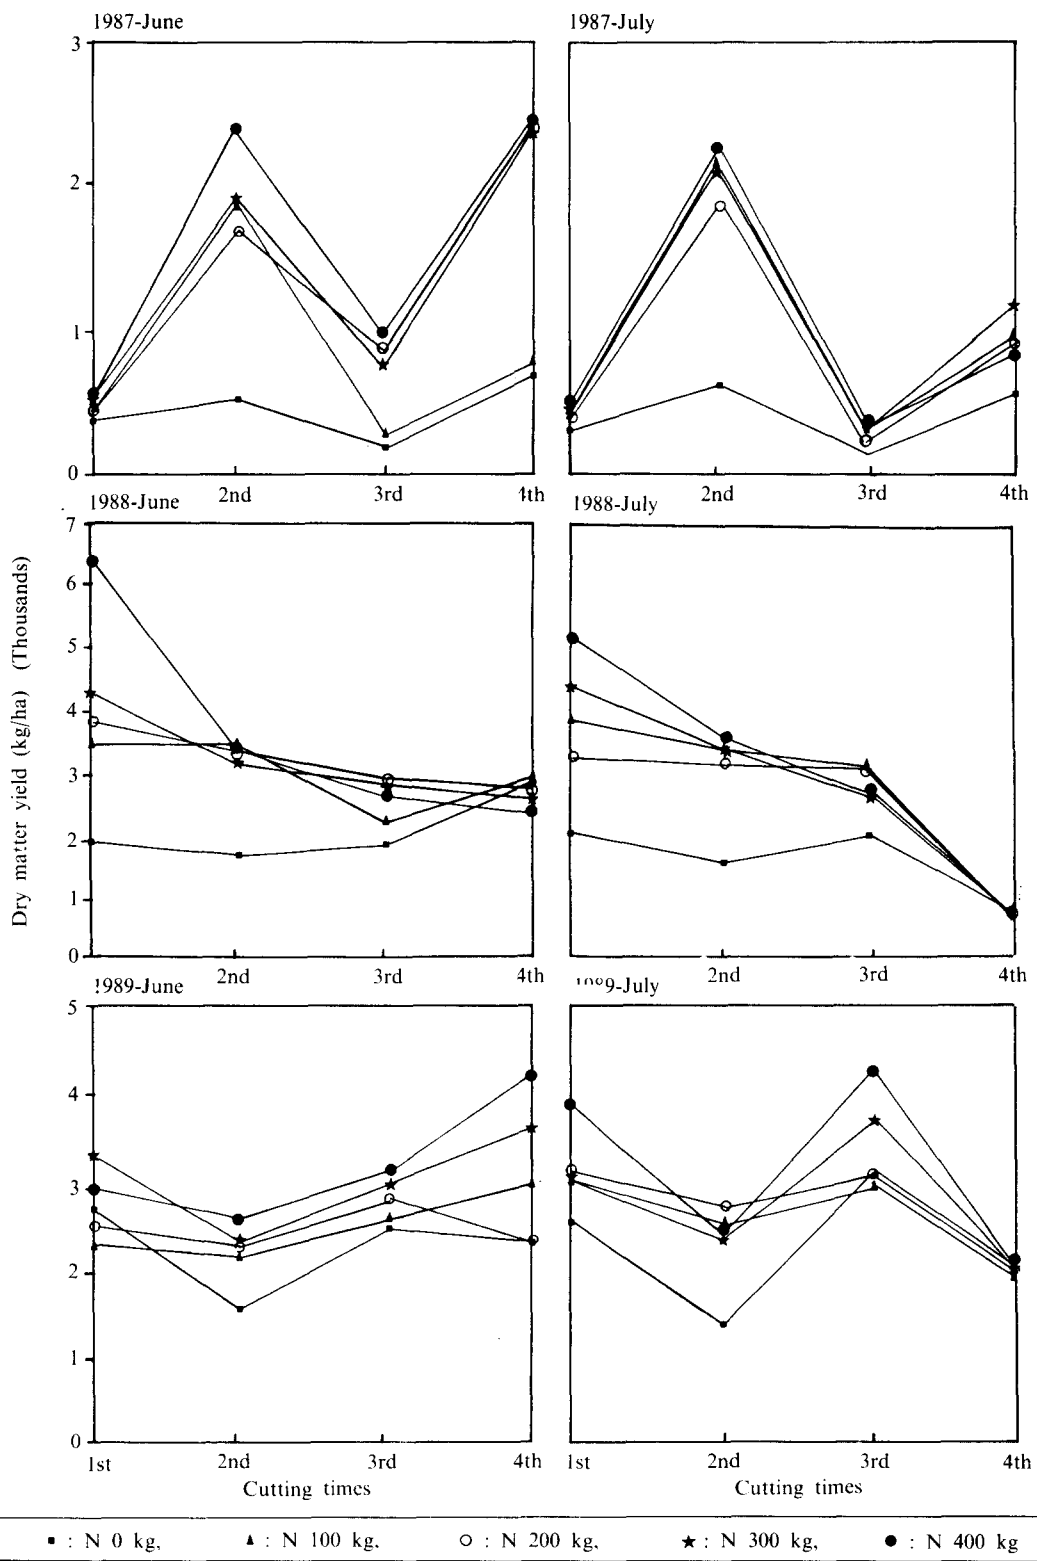 1987-June 1987-July
3
2
1
0
2nd 3rd 4th 2nd 3rd 4th
1988-June 1988-July
7
6
5
4
3
2
1
0
Dry matter yield (kg/ha) (Thousands)
2nd 3rd 4th 2nd 3rd 4th
1989-June 9-July
5
4
3
2
1
0
1st 2nd 3rd 4th 1st 2nd 3rd 4th
Cutting times Cutting times
: N 0 kg, : N 100 kg, : N 200 kg, : N 300 kg, : N 400 kg